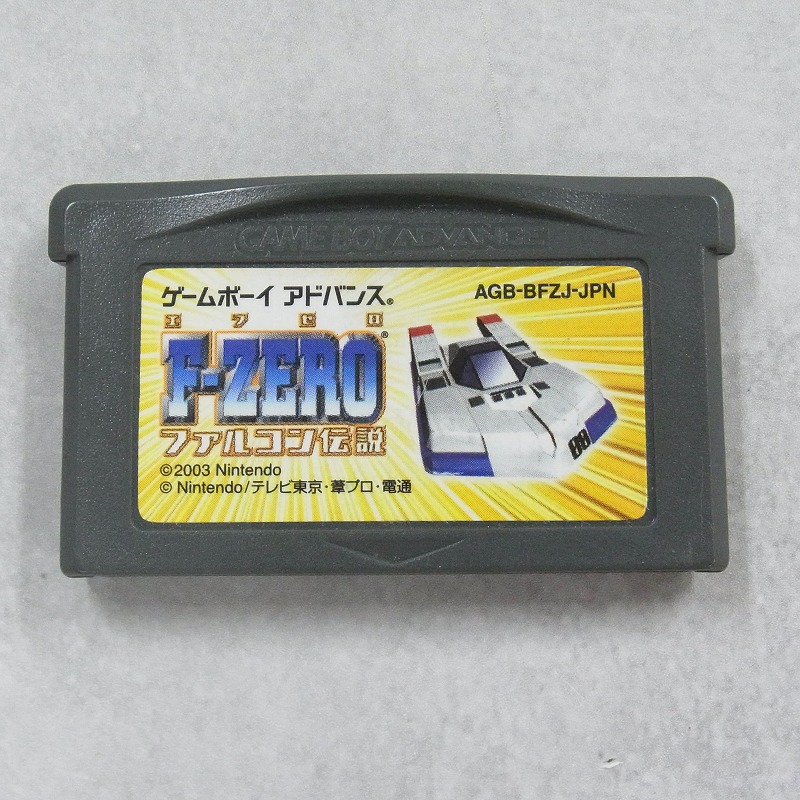 GAME BOY ADVANCE
ゲームボーイ アドバンス®
AGB-BFZJ-JPN
エフゼロ
F-ZERO®
ファルコン伝説
©2003 Nintendo
© Nintendo/テレビ東京・葦プロ・電通